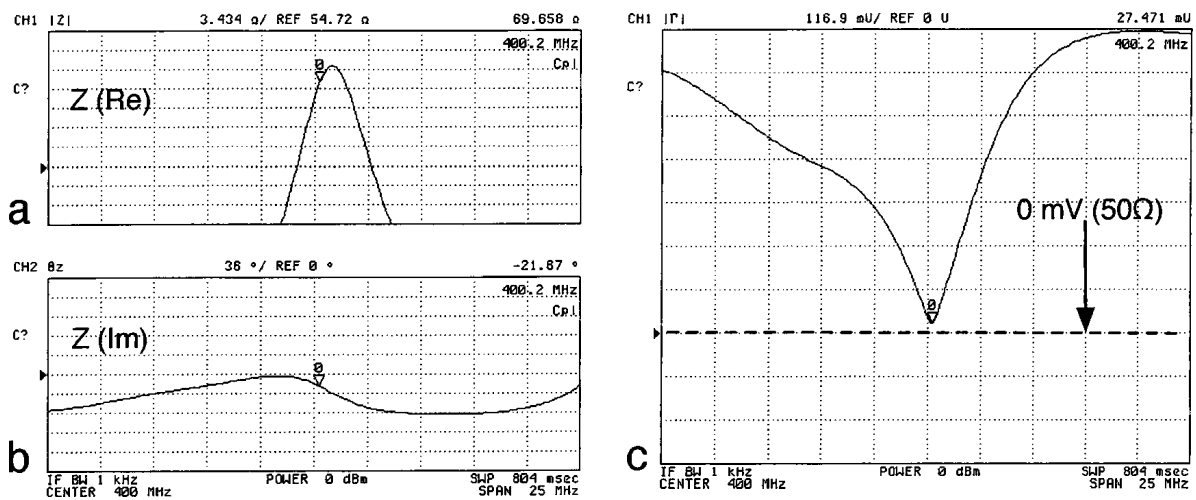 CH1 |Z| 3.434 Ω/ REF 54.72 Ω 69.658 Ω
400.2 MHz
Cpl
0
C?
Z (Re)
a
CH2 θz 36 °/ REF 0 ° -21.87 °
400.2 MHz
Cpl
C?
Z (Im)
0
b
IF BW 1 kHz POWER 0 dBm SWP 804 msec
CENTER 400 MHz SPAN 25 MHz
CH1 |Γ| 116.9 mU/ REF 0 U 27.471 mU
400.2 MHz
C?
0 mV (50Ω)
0
c
IF BW 1 kHz POWER 0 dBm SWP 804 msec
CENTER 400 MHz SPAN 25 MHz